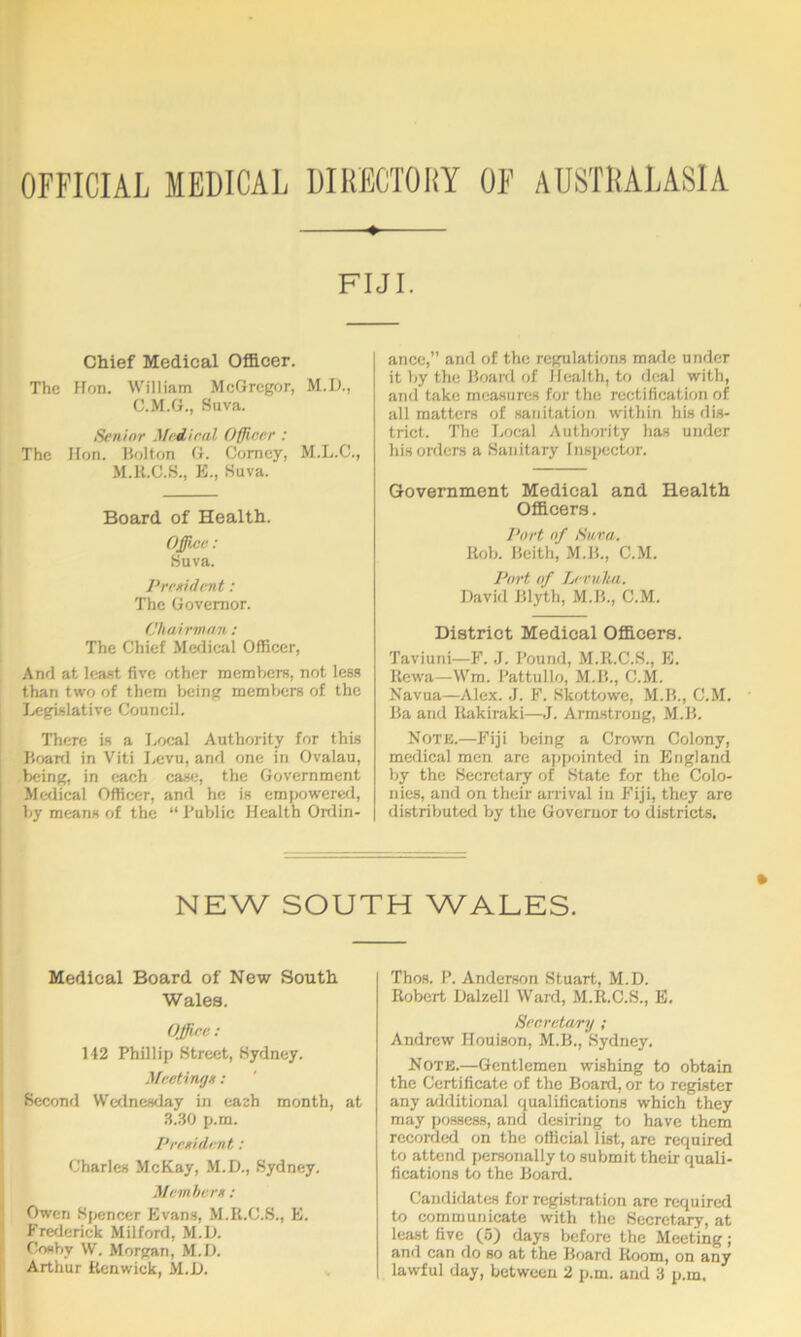 OFFICIAL MEDICAL DIRECTORY OF AUSTRALASIA
FIJI.
Chief Medical Officer.
The Hon. William McGregor, M.D.,
C.M.G., Suva.
Senior Medical Officer :
The Hon. Bolton G. Corney, M.L.C.,
M.R.C.S., E., Suva.
Board of Health.
Office :
Suva.
President :
The Governor.
Chairman :
The Chief Medical Officer,
And at least five other members, not less
than two of them being members of the
Legislative Council.
There is a Local Authority for this
Board in Viti Levu, and one in Ovalau,
being, in each case, the Government
Medical Officer, and he is empowered,
by means of the “ Public Health Ordin-
ance,” and of the regulations made under
it by the Board of Health, to deal with,
and take measures for the rectification of
all matters of sanitation within his dis-
trict. The Local Authority has under
his orders a Sanitary Inspector.
Government Medical and Health
Officers.
Port of Suva.
Rob. Beith, M.B., C.M.
Port of Levuka.
David Blyth, M.B., C.M.
District Medical Officers.
Taviuni—F. J. Pound, M.R.C.S., E.
Rewa—Wm. Pattullo, M.B., C.M.
Navua—Alex. J. F. Skottowe, M.B., C.M.
Ba and Rakiraki—J. Armstrong, M.B.
NOTE.—Fiji being a Crown Colony,
medical men are appointed in England
by the Secretary of State for the Colo-
nies, and on their arrival in Fiji, they are
distributed by the Governor to districts.
NEW SOUTH WALES.
Medical Board of New South
Wales.
Office :
142 Phillip Street, Sydney.
Meetings :
Second Wednesday in each month, at
3.30 p.m.
President :
Charles McKay, M.D., Sydney.
Members :
Owen Spencer Evans, M.R.C.S., E.
Frederick Milford, M.D.
Cosby W. Morgan, M.D.
Arthur Renwick, M.D.
Thos. P. Anderson Stuart, M.D.
Robert Dalzell Ward, M.R.C.S., E.
Secretary ;
Andrew Houison, M.B., Sydney.
NOTE.—Gentlemen wishing to obtain
the Certificate of the Board, or to register
any additional qualifications which they
may possess, and desiring to have them
recorded on the official list, are required
to attend personally to submit their quali-
fications to the Board.
Candidates for registration are required
to communicate with the Secretary, at
least five (5) days before the Meeting ;
and can do so at the Board Room, on any
lawful day, between 2 p.m. and 3 p.m.